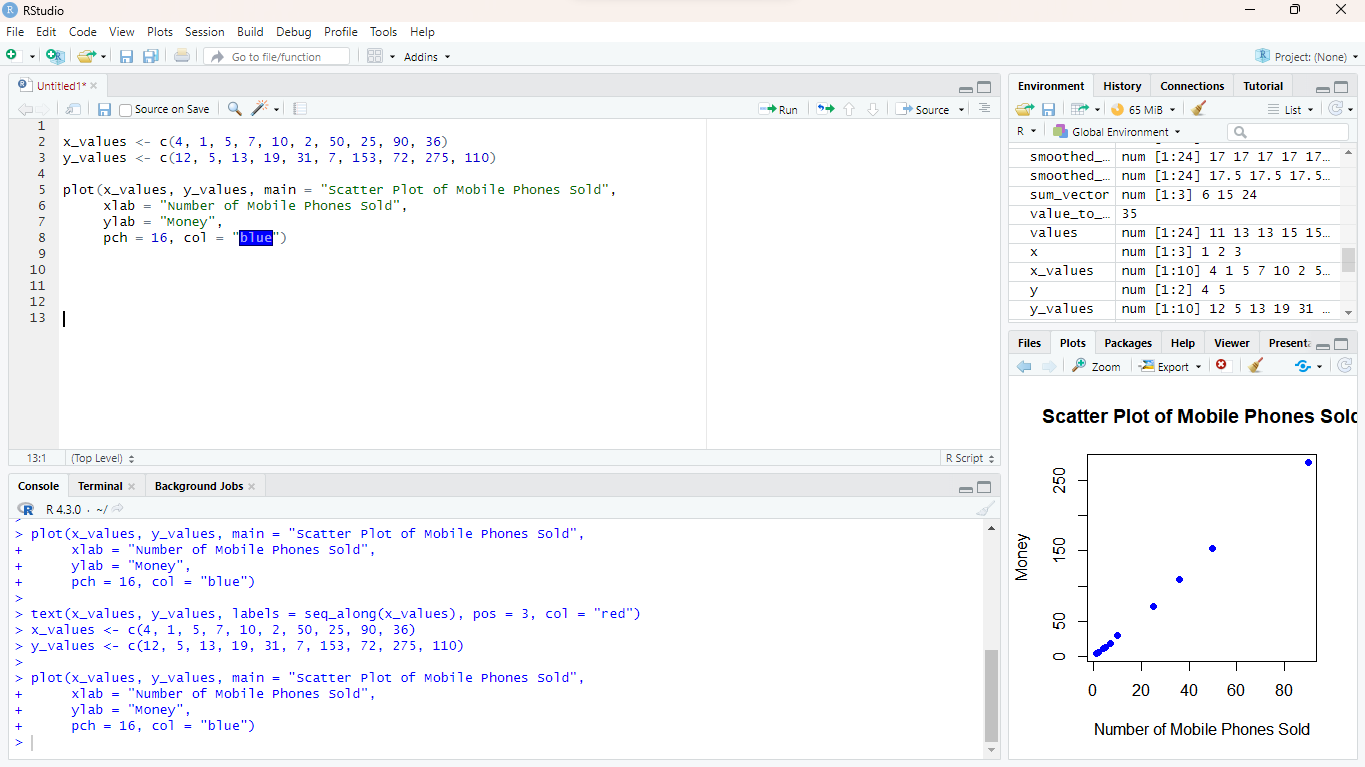 RStudio
File Edit Code View Plots Session Build Debug Profile Tools Help
Go to file/function Addins Project: (None)
Untitled1*
Source on Save Run Source
1
2 x_values <- c(4, 1, 5, 7, 10, 2, 50, 25, 90, 36)
3 y_values <- c(12, 5, 13, 19, 31, 7, 153, 72, 275, 110)
4
5 plot(x_values, y_values, main = "Scatter Plot of Mobile Phones Sold",
6 xlab = "Number of Mobile Phones Sold",
7 ylab = "Money",
8 pch = 16, col = "blue")
9
10
11
12
13
13:1 (Top Level) R Script
Console Terminal Background Jobs
R 4.3.0 · ~/
>
> plot(x_values, y_values, main = "Scatter Plot of Mobile Phones Sold",
+ xlab = "Number of Mobile Phones Sold",
+ ylab = "Money",
+ pch = 16, col = "blue")
>
> text(x_values, y_values, labels = seq_along(x_values), pos = 3, col = "red")
> x_values <- c(4, 1, 5, 7, 10, 2, 50, 25, 90, 36)
> y_values <- c(12, 5, 13, 19, 31, 7, 153, 72, 275, 110)
>
> plot(x_values, y_values, main = "Scatter Plot of Mobile Phones Sold",
+ xlab = "Number of Mobile Phones Sold",
+ ylab = "Money",
+ pch = 16, col = "blue")
>
Environment History Connections Tutorial
65 MiB List
R Global Environment
smoothed_… num [1:24] 17 17 17 17 17…
smoothed_… num [1:24] 17.5 17.5 17.5…
sum_vector num [1:3] 6 15 24
value_to_… 35
values num [1:24] 11 13 13 15 15…
x num [1:3] 1 2 3
x_values num [1:10] 4 1 5 7 10 2 5…
y num [1:2] 4 5
y_values num [1:10] 12 5 13 19 31 …
Files Plots Packages Help Viewer Present
Zoom Export
Scatter Plot of Mobile Phones Sold
250
150
50
0
Money
0 20 40 60 80
Number of Mobile Phones Sold